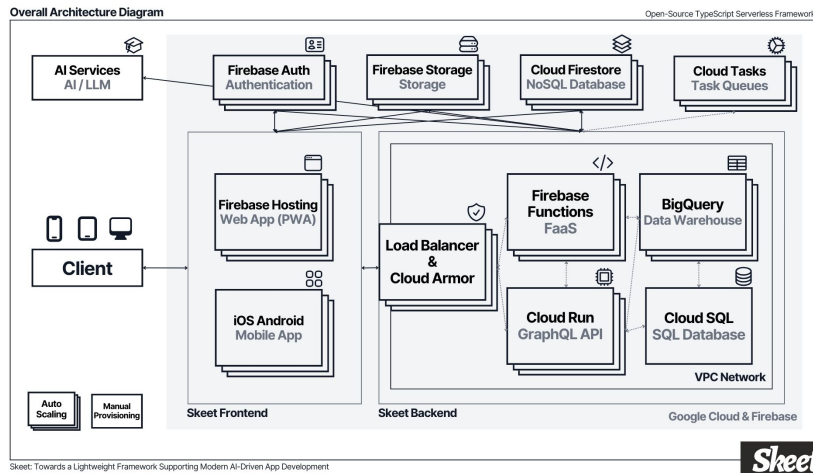 Overall Architecture Diagram
Open-Source TypeScript Serverless Framework
AI Services
AI / LLM
Firebase Auth
Authentication
Firebase Storage
Storage
Cloud Firestore
NoSQL Database
Cloud Tasks
Task Queues
Firebase Hosting
Web App (PWA)
Firebase
Functions
FaaS
BigQuery
Data Warehouse
Load Balancer
&
Cloud Armor
Client
iOS Android
Mobile App
Cloud Run
GraphQL API
Cloud SQL
SQL Database
VPC Network
Auto
Scaling
Manual
Provisioning
Skeet Frontend
Skeet Backend
Google Cloud & Firebase
Skeet: Towards a Lightweight Framework Supporting Modern AI-Driven App Development
Skeet